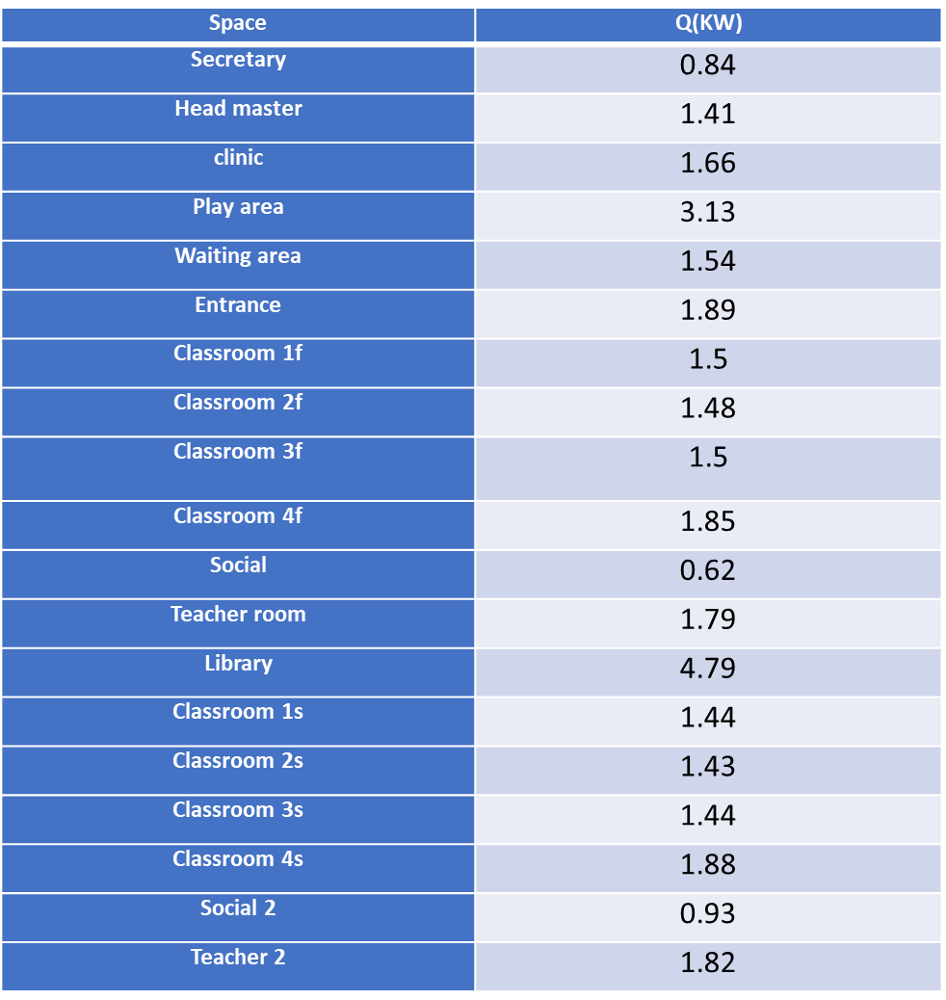 Space Q(KW)
Secretary 0.84
Head master 1.41
clinic 1.66
Play area 3.13
Waiting area 1.54
Entrance 1.89
Classroom 1f 1.5
Classroom 2f 1.48
Classroom 3f 1.5
Classroom 4f 1.85
Social 0.62
Teacher room 1.79
Library 4.79
Classroom 1s 1.44
Classroom 2s 1.43
Classroom 3s 1.44
Classroom 4s 1.88
Social 2 0.93
Teacher 2 1.82